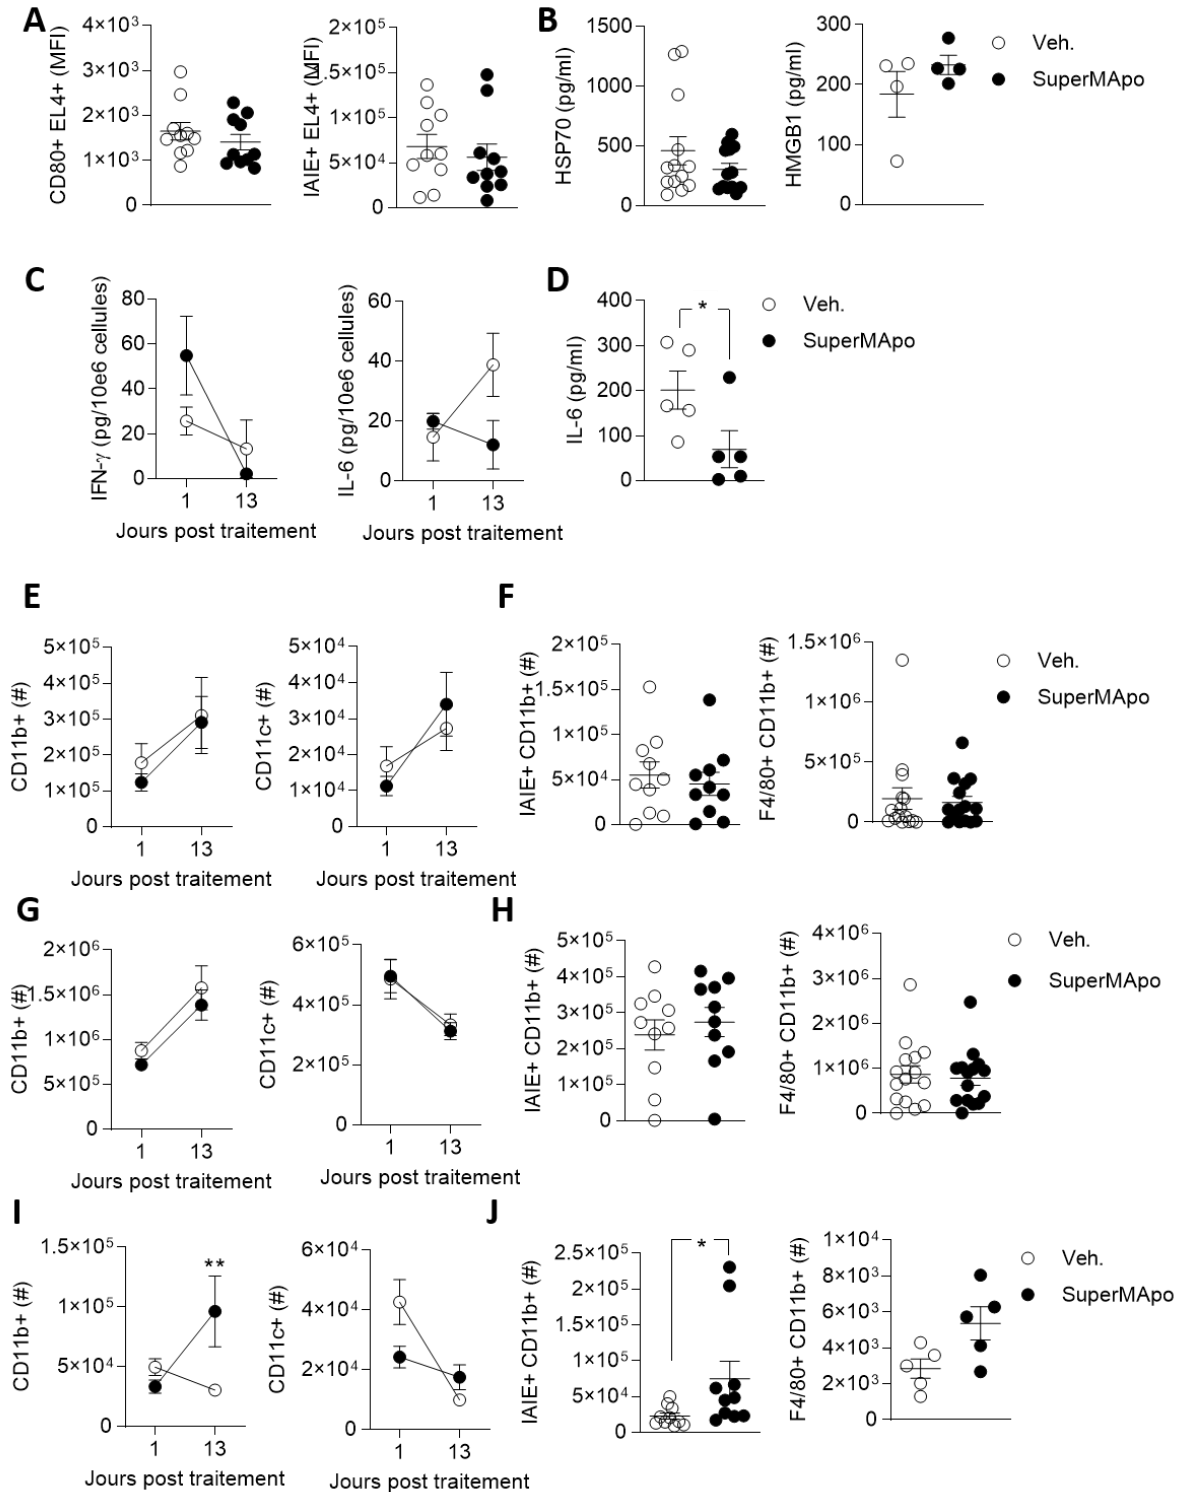 A
CD80+ EL4+ (MFI)
4×10³
3×10³
2×10³
1×10³
0
IAIE+ EL4+ (MFI)
2×10⁵
1.5×10⁵
1×10⁵
5×10⁴
0
B
HSP70 (pg/ml)
1500
1000
500
0
HMGB1 (pg/ml)
300
200
100
0
Veh.
SuperMApo
C
IFN-γ (pg/10e6 cellules)
80
60
40
20
0
1 13
Jours post traitement
IL-6 (pg/10e6 cellules)
60
40
20
0
1 13
Jours post traitement
D
IL-6 (pg/ml)
400
300
200
100
0
*
Veh.
SuperMApo
E
CD11b+ (#)
5×10⁵
4×10⁵
3×10⁵
2×10⁵
1×10⁵
0
1 13
Jours post traitement
CD11c+ (#)
5×10⁴
4×10⁴
3×10⁴
2×10⁴
1×10⁴
0
1 13
Jours post traitement
F
IAIE+ CD11b+ (#)
2×10⁵
1.5×10⁵
1×10⁵
5×10⁴
0
F4/80+ CD11b+ (#)
1.5×10⁶
1×10⁶
5×10⁵
0
Veh.
SuperMApo
G
CD11b+ (#)
2×10⁶
1.5×10⁶
1×10⁶
5×10⁵
0
1 13
Jours post traitement
CD11c+ (#)
6×10⁵
4×10⁵
2×10⁵
0
1 13
Jours post traitement
H
IAIE+ CD11b+ (#)
5×10⁵
4×10⁵
3×10⁵
2×10⁵
1×10⁵
0
F4/80+ CD11b+ (#)
4×10⁶
3×10⁶
2×10⁶
1×10⁶
0
Veh.
SuperMApo
I
CD11b+ (#)
1.5×10⁵
1×10⁵
5×10⁴
0
**
1 13
Jours post traitement
CD11c+ (#)
6×10⁴
4×10⁴
2×10⁴
0
1 13
Jours post traitement
J
IAIE+ CD11b+ (#)
2.5×10⁵
2×10⁵
1.5×10⁵
1×10⁵
5×10⁴
0
*
F4/80+ CD11b+ (#)
1×10⁴
8×10³
6×10³
4×10³
2×10³
0
Veh.
SuperMApo